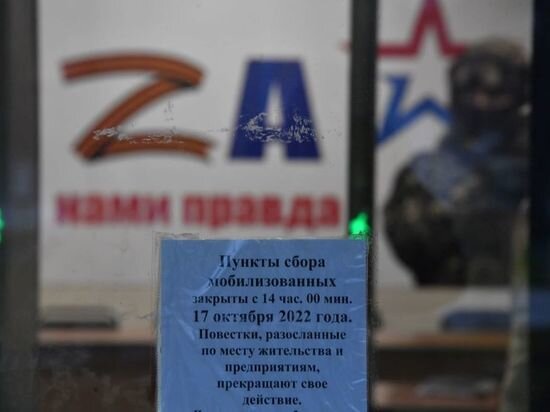 ZA
нами правда
Пункты сбора
мобилизованных
закрыты с 14 час. 00 мин.
17 октября 2022 года.
Повестки, разосланные
по месту жительства и
предприятиям,
прекращают свое
действие.